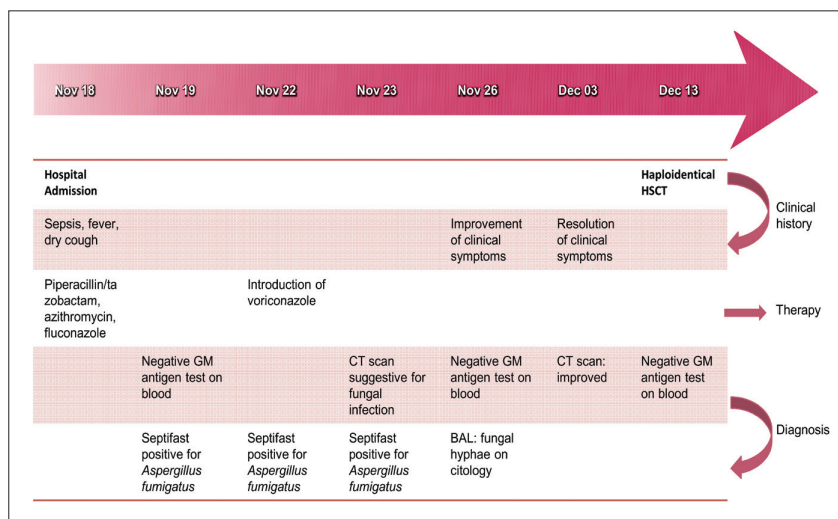 Nov 18 Nov 19 Nov 22 Nov 23 Nov 26 Dec 03 Dec 13
Hospital
Admission
Haploidentical
HSCT
Clinical
history
Sepsis, fever,
dry cough
Improvement
of clinical
symptoms
Resolution
of clinical
symptoms
Piperacillin/ta
zobactam,
azithromycin,
fluconazole
Introduction of
voriconazole
Therapy
Negative GM
antigen test on
blood
CT scan
suggestive for
fungal
infection
Negative GM
antigen test on
blood
CT scan:
improved
Negative GM
antigen test
on blood
Diagnosis
Septifast
positive for
Aspergillus
fumigatus
Septifast
positive for
Aspergillus
fumigatus
Septifast
positive for
Aspergillus
fumigatus
BAL: fungal
hyphae on
citology